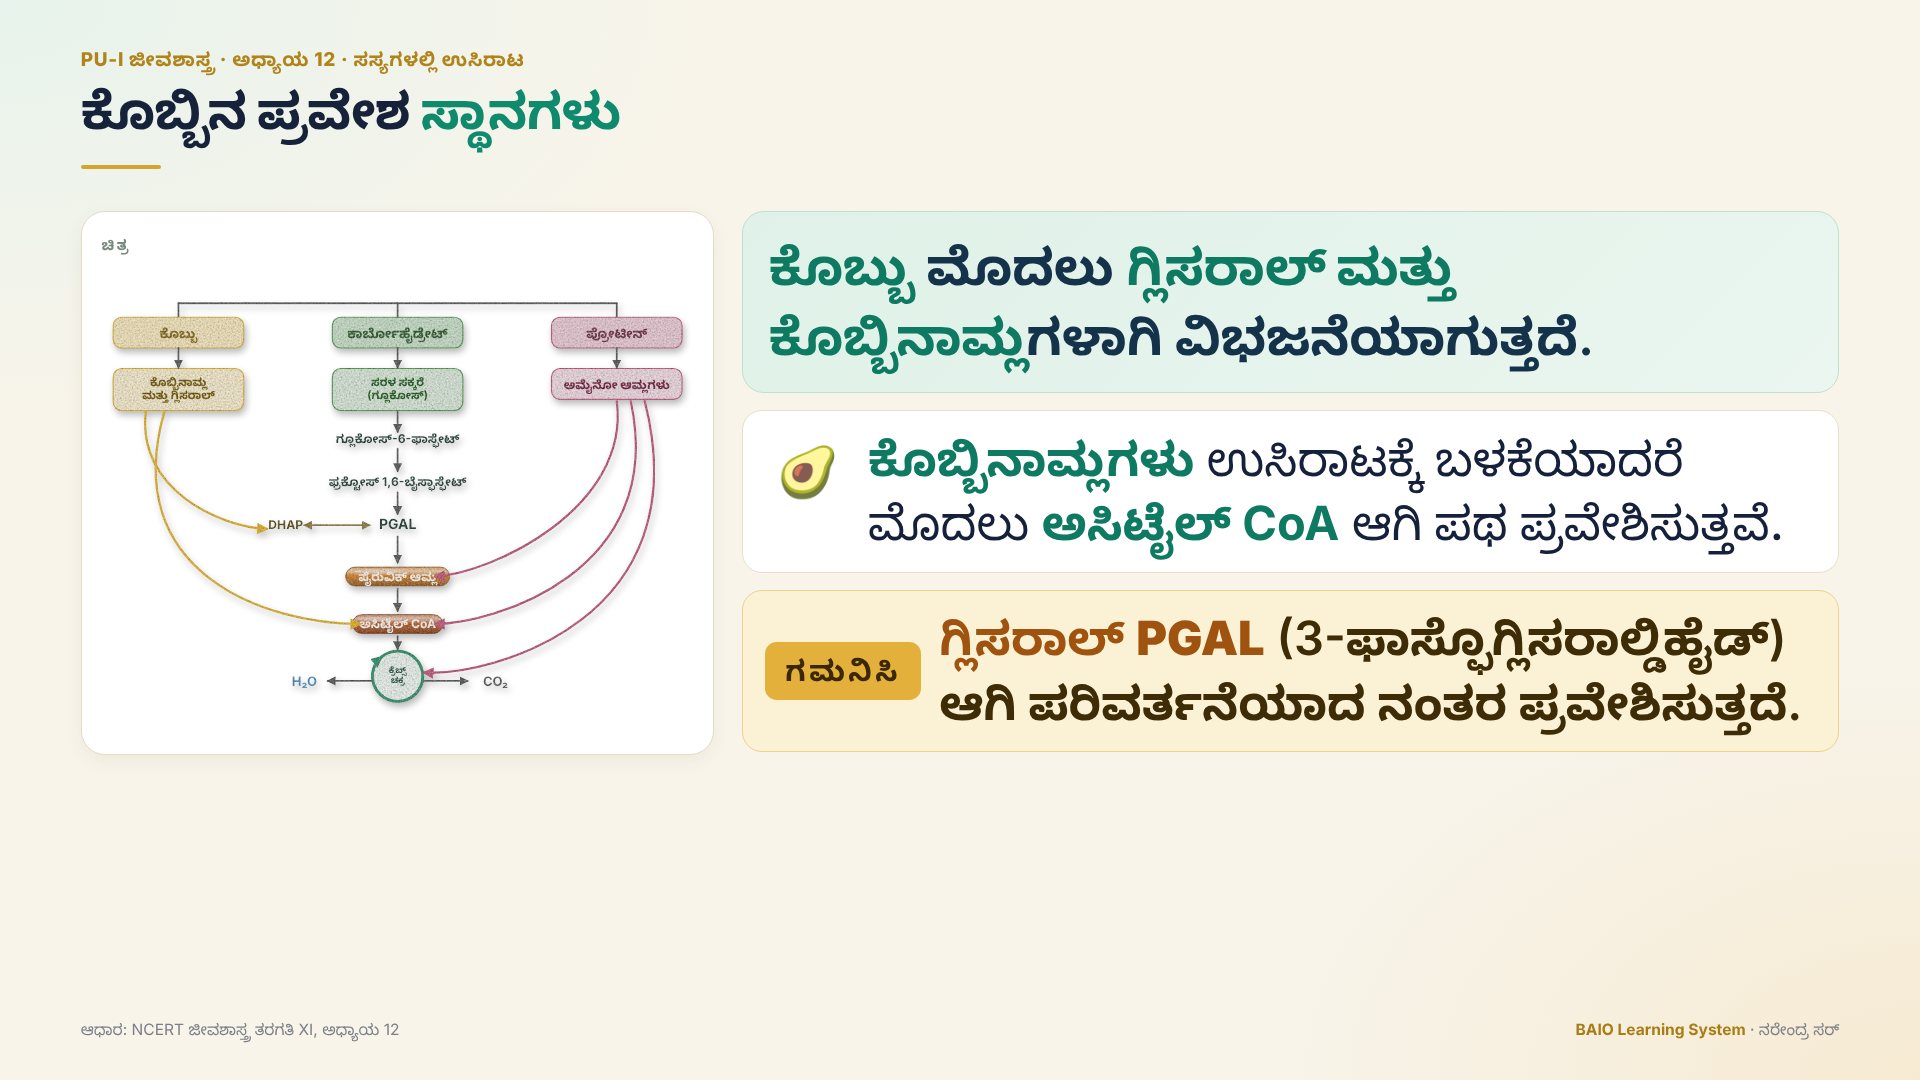 PU-I ಜೀವಶಾಸ್ತ್ರ · ಅಧ್ಯಾಯ 12 · ಸಸ್ಯಗಳಲ್ಲಿ ಉಸಿರಾಟ
ಕೊಬ್ಬಿನ ಪ್ರವೇಶ ಸ್ಥಾನಗಳು
ಚಿತ್ರ
ಕೊಬ್ಬು
ಕಾರ್ಬೋಹೈಡ್ರೇಟ್
ಪ್ರೋಟೀನ್
ಕೊಬ್ಬಿನಾಮ್ಲ
ಮತ್ತು ಗ್ಲಿಸರಾಲ್
ಸರಳ ಸಕ್ಕರೆ
(ಗ್ಲೂಕೋಸ್)
ಅಮೈನೋ ಆಮ್ಲಗಳು
ಗ್ಲೂಕೋಸ್-6-ಫಾಸ್ಫೇಟ್
ಫ್ರಕ್ಟೋಸ್ 1,6-ಬೈಸ್ಫಾಸ್ಫೇಟ್
DHAP
PGAL
ಪೈರುವಿಕ್ ಆಮ್ಲ
ಅಸಿಟೈಲ್ CoA
ಕ್ರೆಬ್ಸ್
ಚಕ್ರ
H₂O
CO₂
ಕೊಬ್ಬು ಮೊದಲು ಗ್ಲಿಸರಾಲ್ ಮತ್ತು
ಕೊಬ್ಬಿನಾಮ್ಲಗಳಾಗಿ ವಿಭಜನೆಯಾಗುತ್ತದೆ.
ಕೊಬ್ಬಿನಾಮ್ಲಗಳು ಉಸಿರಾಟಕ್ಕೆ ಬಳಕೆಯಾದರೆ
ಮೊದಲು ಅಸಿಟೈಲ್ CoA ಆಗಿ ಪಥ ಪ್ರವೇಶಿಸುತ್ತವೆ.
ಗಮನಿಸಿ
ಗ್ಲಿಸರಾಲ್ PGAL (3-ಫಾಸ್ಫೊಗ್ಲಿಸರಾಲ್ಡಿಹೈಡ್)
ಆಗಿ ಪರಿವರ್ತನೆಯಾದ ನಂತರ ಪ್ರವೇಶಿಸುತ್ತದೆ.
ಆಧಾರ: NCERT ಜೀವಶಾಸ್ತ್ರ ತರಗತಿ XI, ಅಧ್ಯಾಯ 12
BAIO Learning System · ನರೇಂದ್ರ ಸರ್